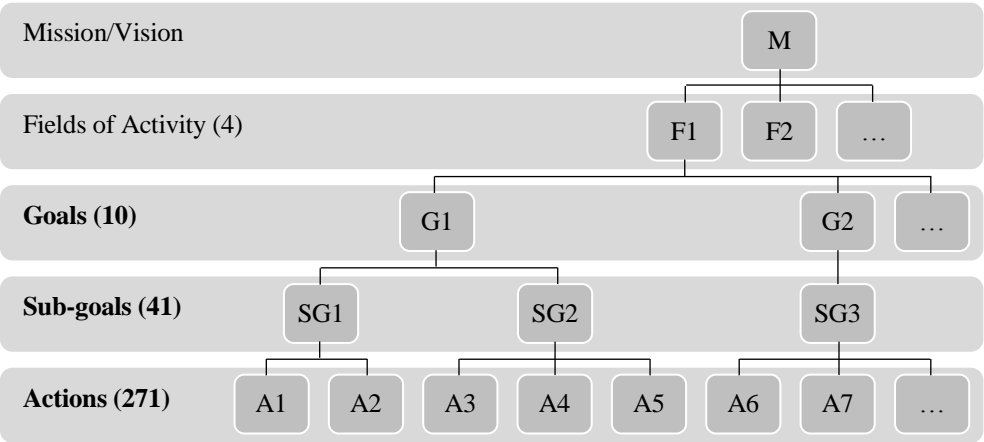 Mission/Vision
M
Fields of Activity (4)
F1 F2 …
Goals (10)
G1 G2 …
Sub-goals (41)
SG1 SG2 SG3
Actions (271)
A1 A2 A3 A4 A5 A6 A7 …